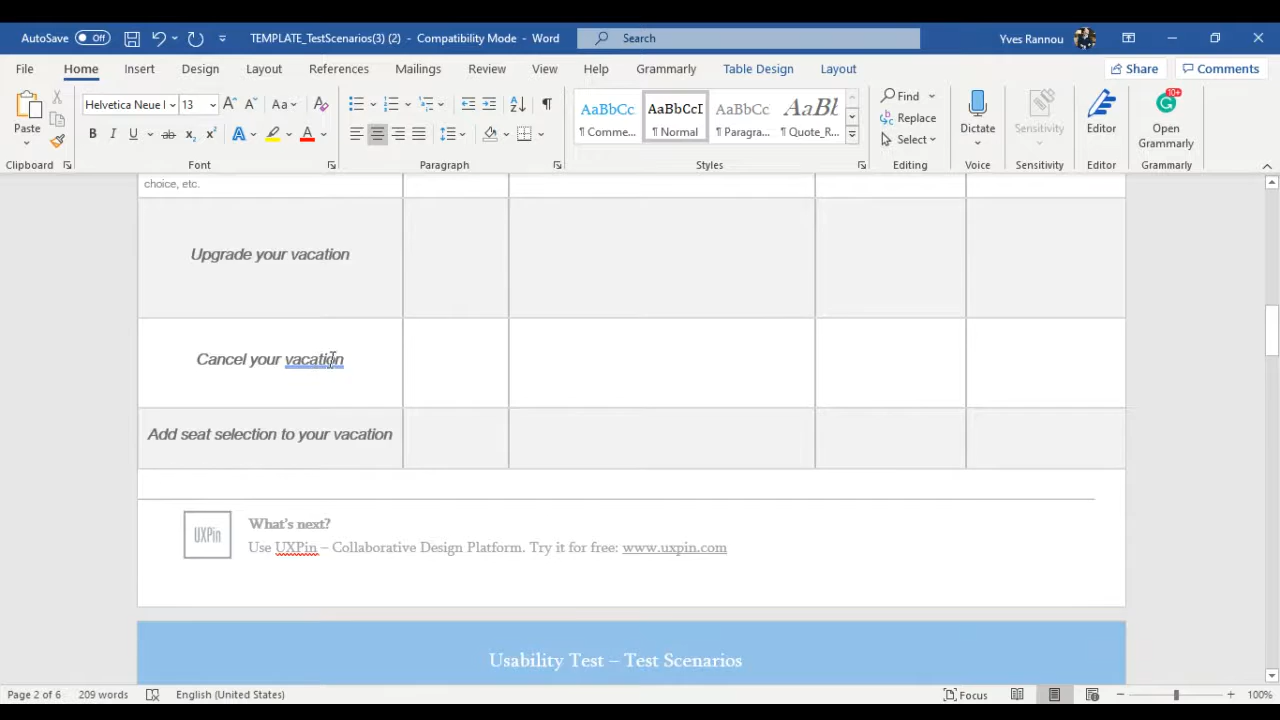 AutoSave Off TEMPLATE_TestScenarios(3) (2) - Compatibility Mode - Word Search Yves Rannou
File Home Insert Design Layout References Mailings Review View Help Grammarly Table Design Layout Share Comments
Helvetica Neue 13 Aa
AaBbCc AaBbCcI AaBbCc AaBl
¶ Comme... ¶ Normal ¶ Paragra... ¶ Quote_R...
Find
Replace
Select
Paste
Dictate
Sensitivity
Editor
Open Grammarly
10+
Clipboard Font Paragraph Styles Editing Voice Sensitivity Editor Grammarly
choice, etc.
Upgrade your vacation
Cancel your vacation
Add seat selection to your vacation
UXPin
What's next?
Use UXPin – Collaborative Design Platform. Try it for free: www.uxpin.com
Usability Test – Test Scenarios
Page 2 of 6 209 words English (United States) Focus 100%